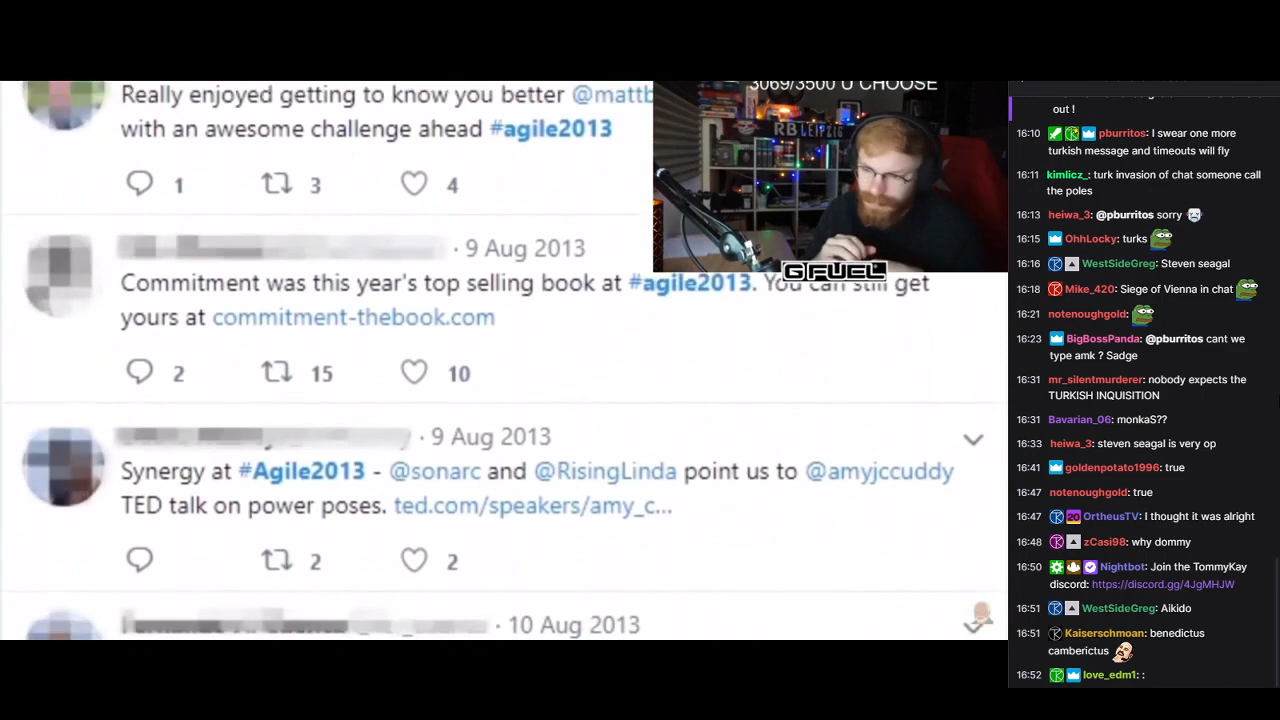 Really enjoyed getting to know you better @mattb
with an awesome challenge ahead #agile2013
1 3 4
· 9 Aug 2013
Commitment was this year's top selling book at #agile2013. You can still get
yours at commitment-thebook.com
2 15 10
· 9 Aug 2013
Synergy at #Agile2013 - @sonarc and @RisingLinda point us to @amyjccuddy
TED talk on power poses. ted.com/speakers/amy_c...
2 2
· 10 Aug 2013
3069/3500 U CHOOSE
RB LEIPZIG
G FUEL
out !
16:10 pburritos: I swear one more
turkish message and timeouts will fly
16:11 kimlicz_: turk invasion of chat someone call
the poles
16:13 heiwa_3: @pburritos sorry
16:15 OhhLocky: turks
16:16 WestSideGreg: Steven seagal
16:18 Mike_420: Siege of Vienna in chat
16:21 notenoughgold:
16:23 BigBossPanda: @pburritos cant we
type amk ? Sadge
16:31 mr_silentmurderer: nobody expects the
TURKISH INQUISITION
16:31 Bavarian_06: monkaS??
16:33 heiwa_3: steven seagal is very op
16:41 goldenpotato1996: true
16:47 notenoughgold: true
16:47 20 OrtheusTV: I thought it was alright
16:48 zCasi98: why dommy
16:50 Nightbot: Join the TommyKay
discord: https://discord.gg/4JgMHJW
16:51 WestSideGreg: Aikido
16:51 Kaiserschmoan: benedictus
camberictus
16:52 love_edm1: :